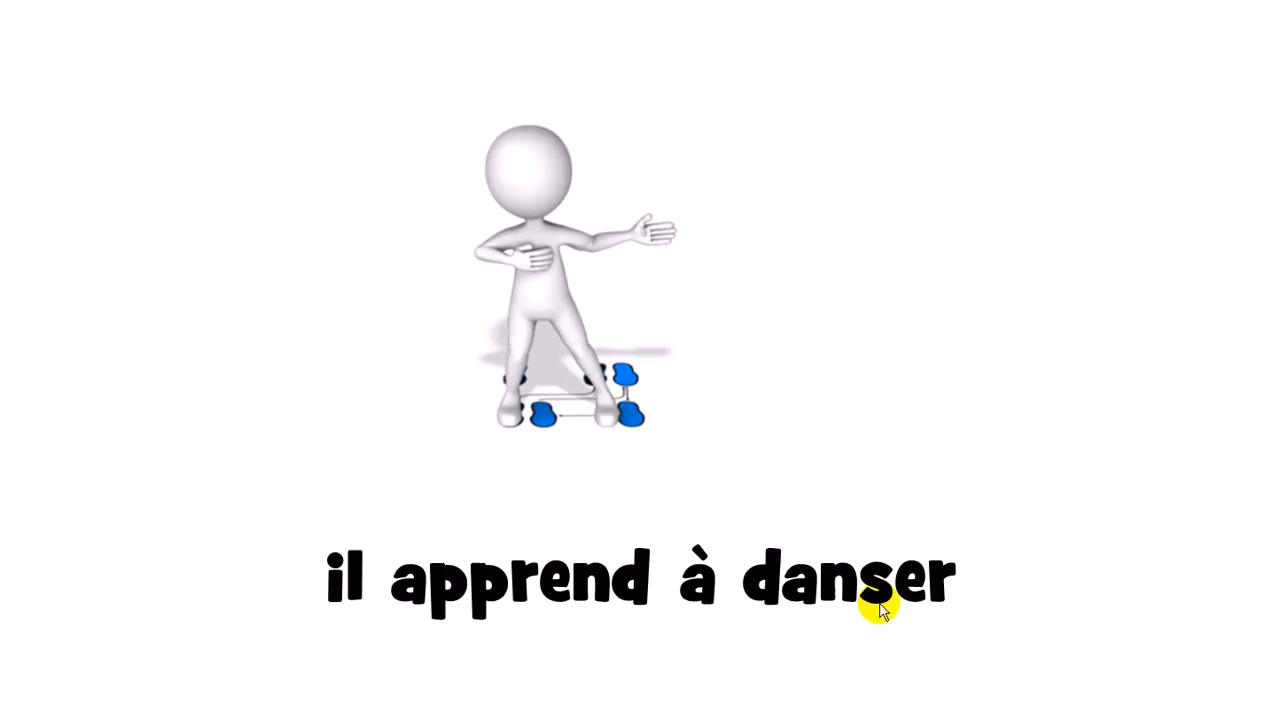 il apprend à danser